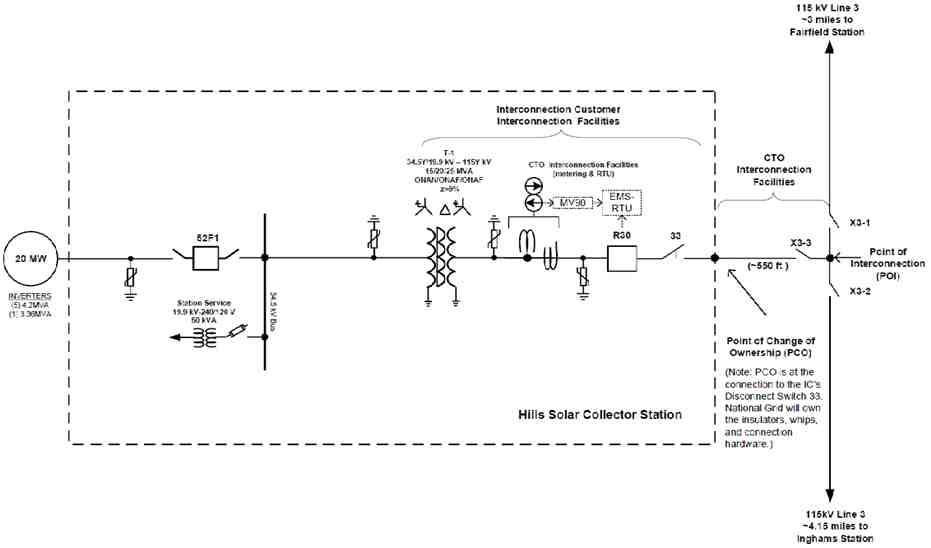 115 kV Line 3
~3 miles to
Fairfield Station
Interconnection Customer
Interconnection Facilities
T-1
34.5Y/19.9 kV – 115Y kV
15/20/25 MVA
ONAN/ONAF/ONAF
z=9%
CTO Interconnection Facilities
(metering & RTU)
MV90
EMS-
RTU
CTO
Interconnection
Facilities
52F1
R30
33
X3-1
X3-3
Point of
Interconnection
(POI)
20 MW
(~550 ft )
X3-2
INVERTERS
(5) 4.2MVA
(1) 3.36MVA
Station Service
19.9 kV-240/120 V
50 kVA
34.5 kV Bus
Point of Change of
Ownership (PCO)
(Note: PCO is at the
connection to the IC's
Disconnect Switch 33.
National Grid will own
the insulators, whips,
and connection
hardware.)
Hills Solar Collector Station
115kV Line 3
~4.15 miles to
Inghams Station